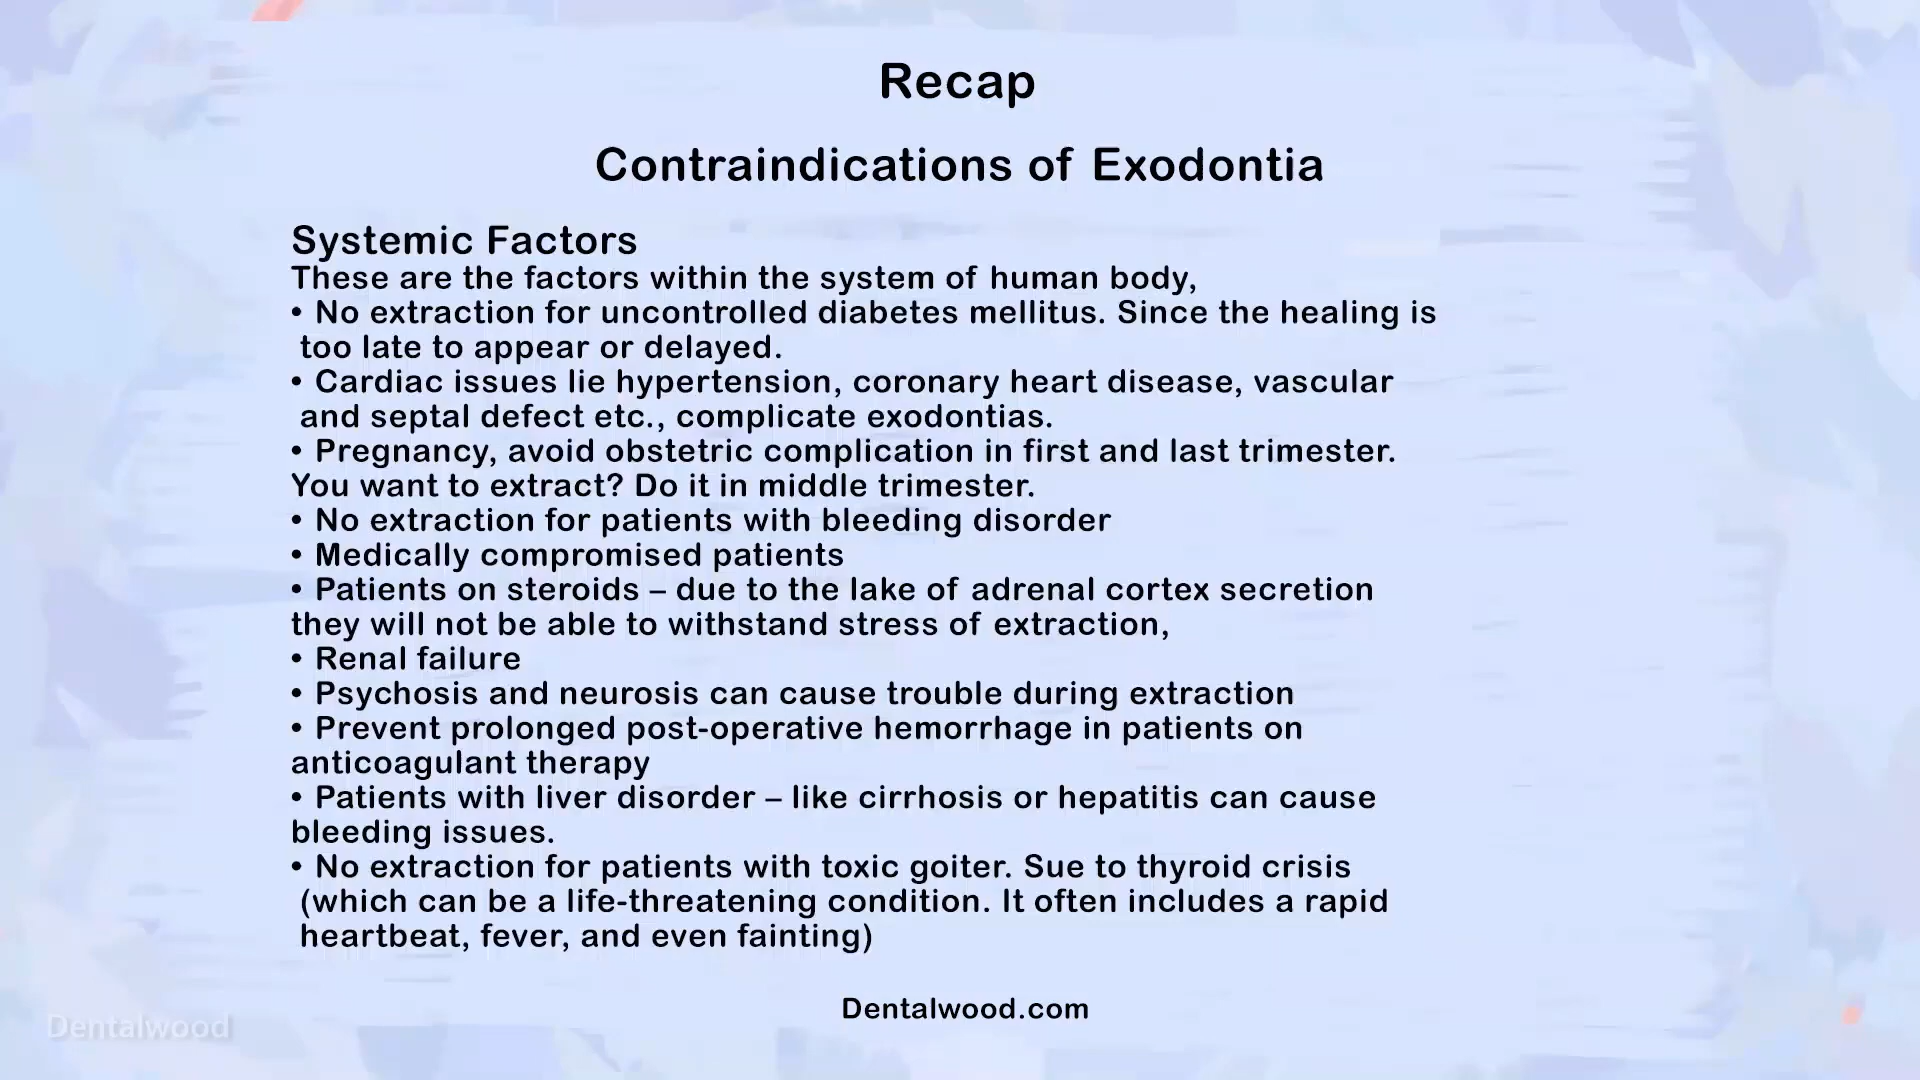 Recap
Contraindications of Exodontia
Systemic Factors
These are the factors within the system of human body,
• No extraction for uncontrolled diabetes mellitus. Since the healing is
too late to appear or delayed.
• Cardiac issues lie hypertension, coronary heart disease, vascular
and septal defect etc., complicate exodontias.
• Pregnancy, avoid obstetric complication in first and last trimester.
You want to extract? Do it in middle trimester.
• No extraction for patients with bleeding disorder
• Medically compromised patients
• Patients on steroids – due to the lake of adrenal cortex secretion
they will not be able to withstand stress of extraction,
• Renal failure
• Psychosis and neurosis can cause trouble during extraction
• Prevent prolonged post-operative hemorrhage in patients on
anticoagulant therapy
• Patients with liver disorder – like cirrhosis or hepatitis can cause
bleeding issues.
• No extraction for patients with toxic goiter. Sue to thyroid crisis
(which can be a life-threatening condition. It often includes a rapid
heartbeat, fever, and even fainting)
Dentalwood.com
Dentalwood